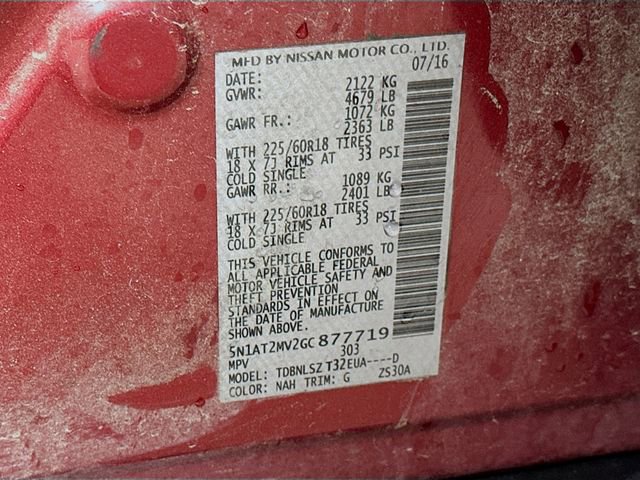 MFD BY NISSAN MOTOR CO., LTD.
DATE: 07/16
GVWR: 2122 KG
4679 LB
GAWR FR.: 1072 KG
2363 LB
WITH 225/60R18 TIRES
18 X 7J RIMS AT 33 PSI
COLD SINGLE
GAWR RR.: 1089 KG
2401 LB
WITH 225/60R18 TIRES
18 X 7J RIMS AT 33 PSI
COLD SINGLE
THIS VEHICLE CONFORMS TO
ALL APPLICABLE FEDERAL
MOTOR VEHICLE SAFETY AND
THEFT PREVENTION
STANDARDS IN EFFECT ON
THE DATE OF MANUFACTURE
SHOWN ABOVE.
5N1AT2MV2GC877719
MPV 303
MODEL: TDBNLSZ T32EUA----D
COLOR: NAH TRIM: G ZS30A